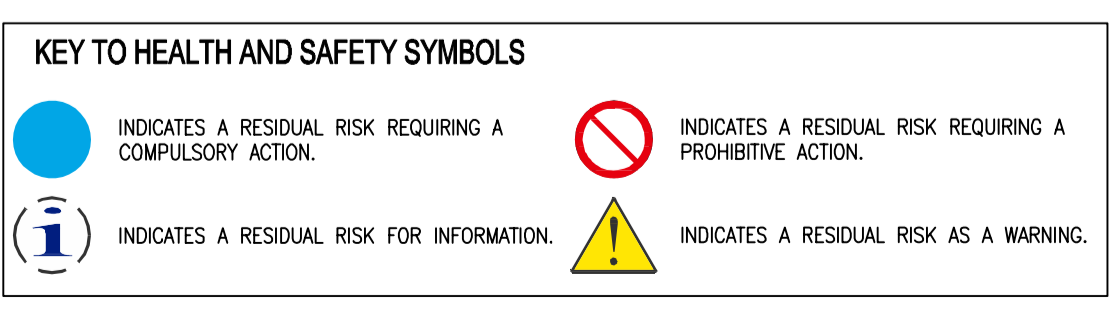 KEY TO HEALTH AND SAFETY SYMBOLS
INDICATES A RESIDUAL RISK REQUIRING A
COMPULSORY ACTION.
INDICATES A RESIDUAL RISK REQUIRING A
PROHIBITIVE ACTION.
i
INDICATES A RESIDUAL RISK FOR INFORMATION.
!
INDICATES A RESIDUAL RISK AS A WARNING.